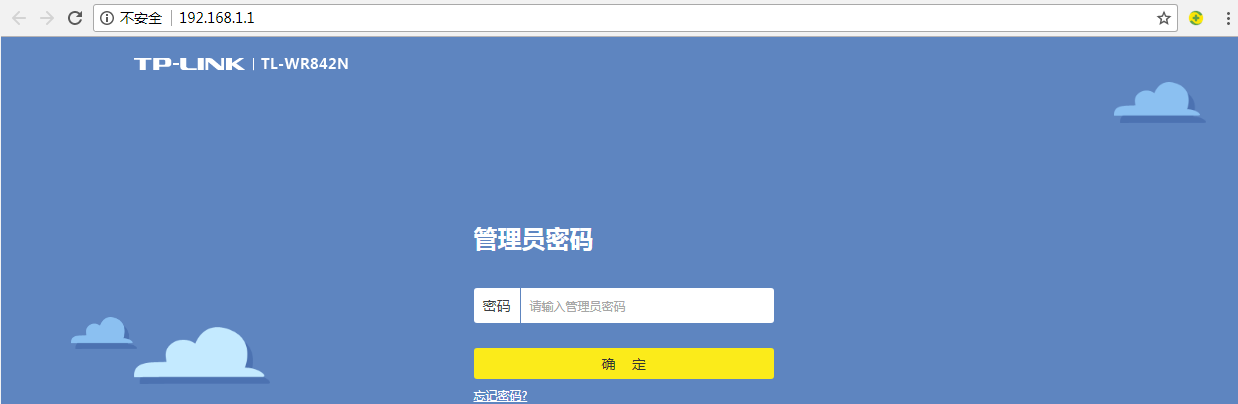 不安全 192.168.1.1
TP-LINK TL-WR842N
管理员密码
密码 请输入管理员密码
确 定
忘记密码?